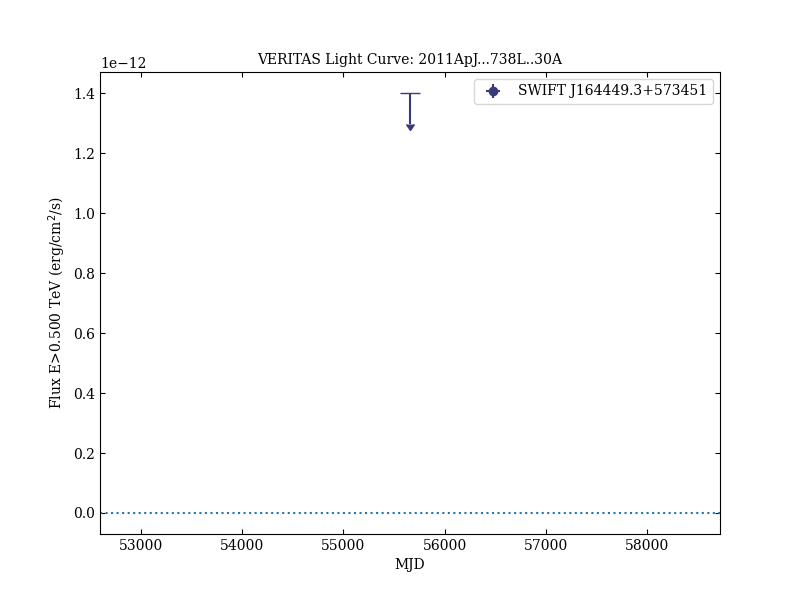 VERITAS Light Curve: 2011ApJ...738L..30A
1e−12
SWIFT J164449.3+573451
1.4
1.2
1.0
0.8
0.6
0.4
0.2
0.0
Flux E>0.500 TeV (erg/cm²/s)
53000 54000 55000 56000 57000 58000
MJD